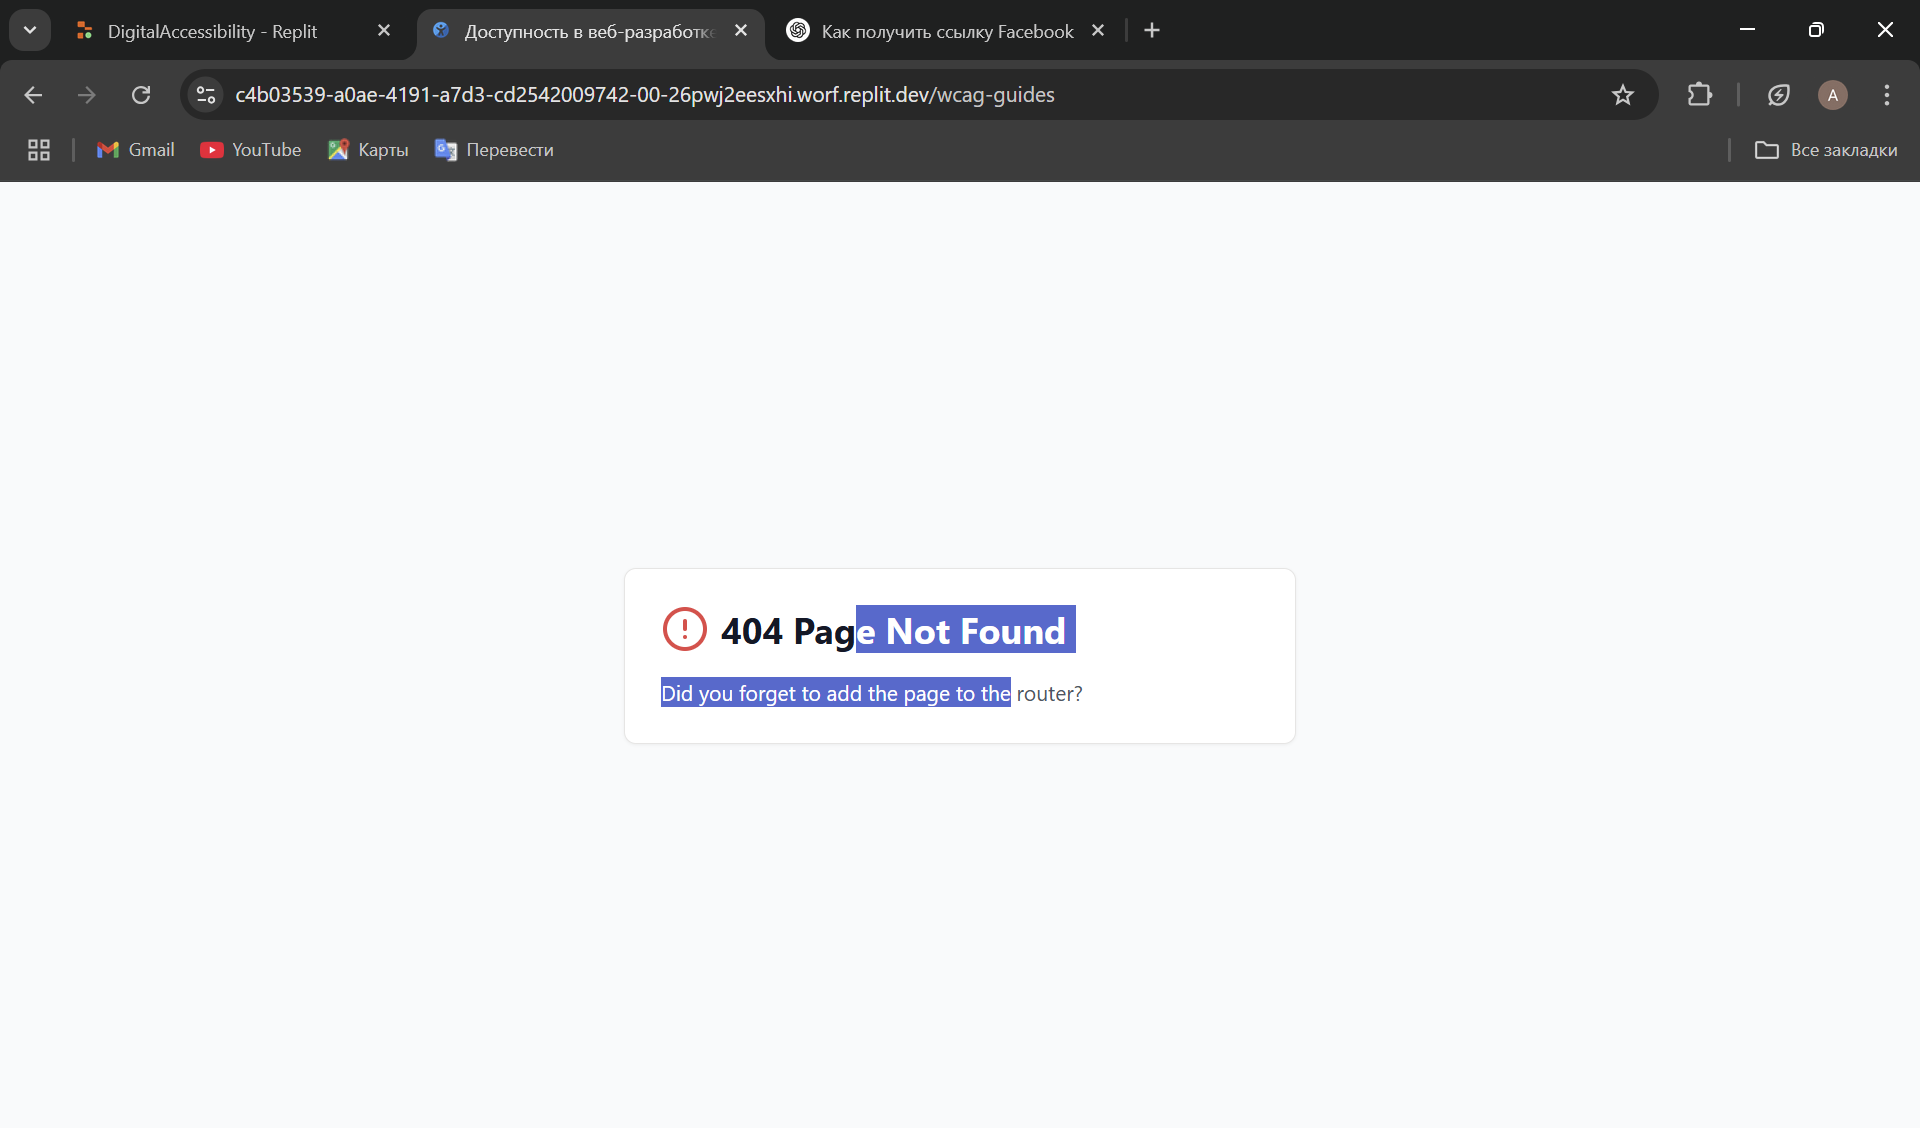 DigitalAccessibility - Replit
Доступность в веб-разработке
Как получить ссылку Facebook
c4b03539-a0ae-4191-a7d3-cd2542009742-00-26pwj2eesxhi.worf.replit.dev/wcag-guides
A
Gmail
YouTube
Карты
Перевести
Все закладки
404 Page Not Found
Did you forget to add the page to the router?